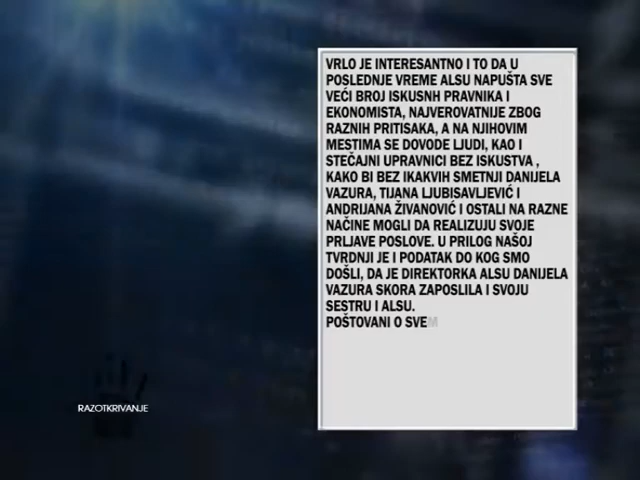 VRLO JE INTERESANTNO I TO DA U
POSLEDNJE VREME ALSU NAPUŠTA SVE
VEĆI BROJ ISKUSNIH PRAVNIKA I
EKONOMISTA, NAJVEROVATNIJE ZBOG
RAZNIH PRITISAKA, A NA NJIHOVIM
MESTIMA SE DOVODE LJUDI, KAO I
STEČAJNI UPRAVNICI BEZ ISKUSTVA ,
KAKO BI BEZ IKAKVIH SMETNJI DANIJELA
VAZURA, TIJANA LJUBISAVLJEVIĆ I
ANDRIJANA ŽIVANOVIĆ I OSTALI NA RAZNE
NAČINE MOGLI DA REALIZUJU SVOJE
PRLJAVE POSLOVE. U PRILOG NAŠOJ
TVRDNJI JE I PODATAK DO KOG SMO
DOŠLI, DA JE DIREKTORKA ALSU DANIJELA
VAZURA SKORA ZAPOSLILA I SVOJU
SESTRU I ALSU.
POŠTOVANI O SVEM
RAZOTKRIVANJE